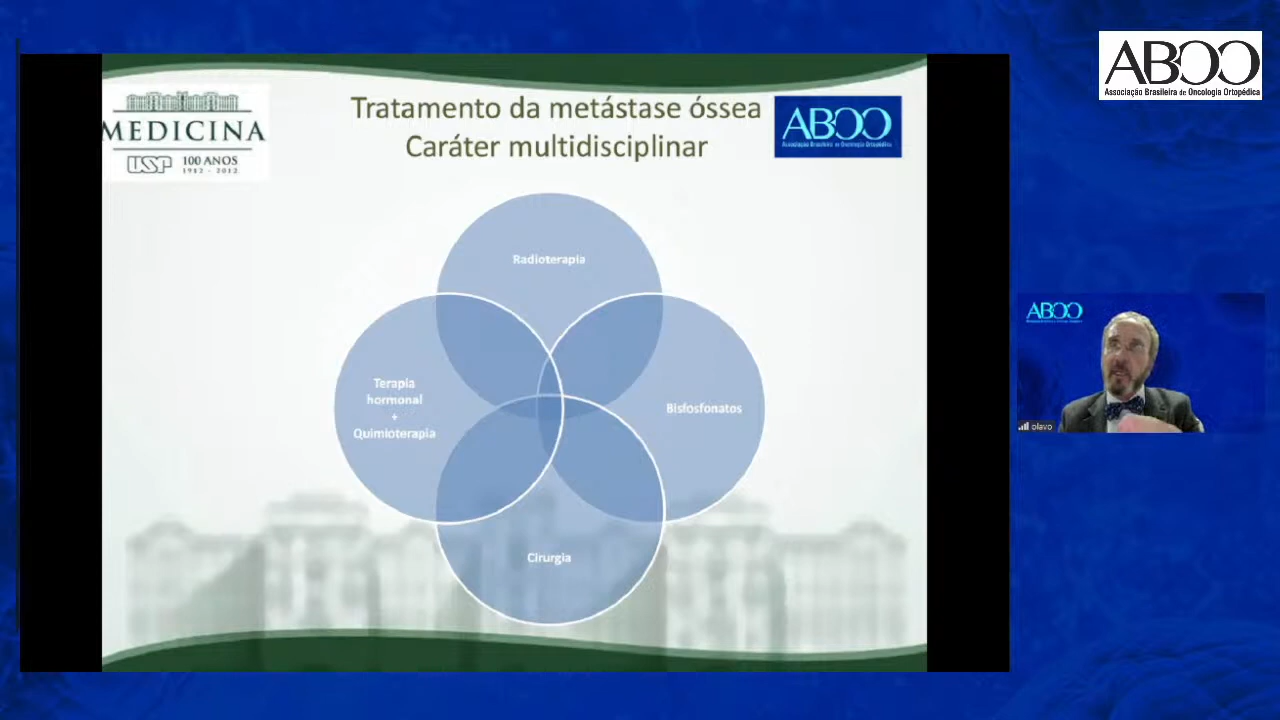 ABOO
Associação Brasileira de Oncologia Ortopédica
MEDICINA
USP 100 ANOS
1912 - 2012
Tratamento da metástase óssea
Caráter multidisciplinar
ABOO
Associação Brasileira de Oncologia Ortopédica
Radioterapia
Terapia
hormonal
+
Quimioterapia
Bisfosfonatos
Cirurgia
ABOO
olavo